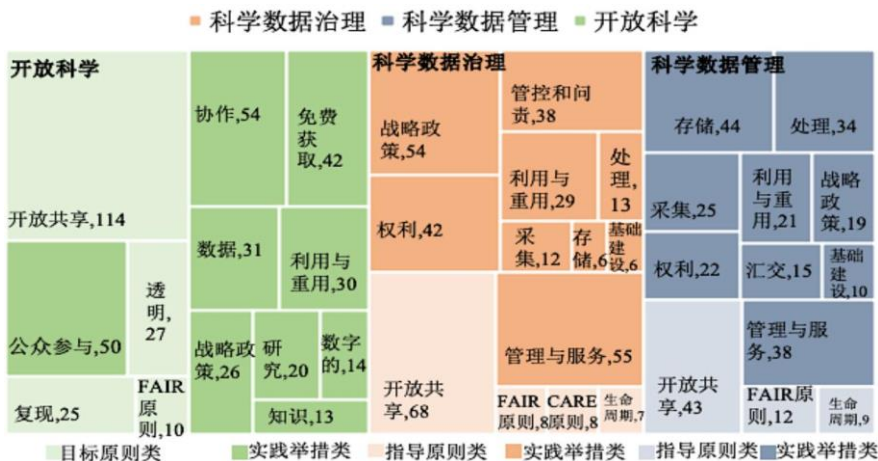 科学数据治理 科学数据管理 开放科学
开放科学
开放共享,114
公众参与,50
透
明,
27
复现,25
FAIR
原
则,10
协作,54
免费
获
取,42
数据,31
利用与
重用,30
战略政
策,26
研
究,20
数字
的,14
知识,13
科学数据治理
战略政
策,54
管控和问
责,38
权利,42
利用与
重用,29
处
理,
13
采
集,12
存
储,6
基础
建
设,6
开放共
享,68
管理与服务,55
FAIR
原则,8
CARE
原则,8
生命
周期,7
科学数据管理
存储,44
处理,34
采集,25
利用
与重
用,21
战略
政
策,19
权利,22
汇交,15
基础
建
设,10
开放共
享,43
管理与服
务,38
FAIR原
则,12
生命
周期,9
目标原则类 实践举措类 指导原则类 实践举措类 指导原则类 实践举措类